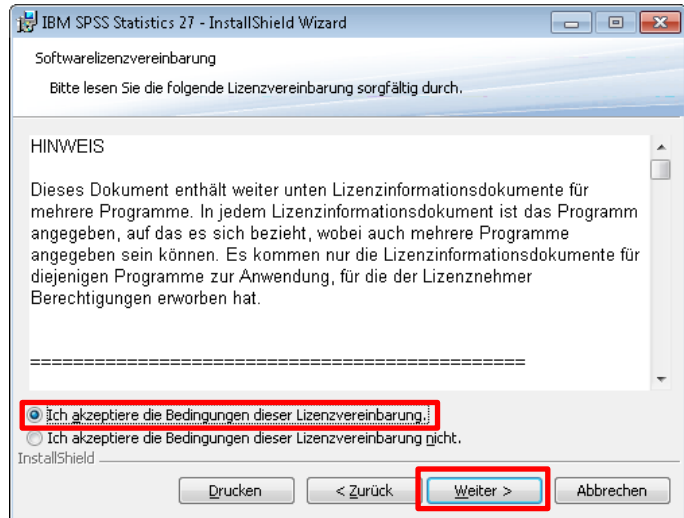 IBM SPSS Statistics 27 - InstallShield Wizard
Softwarelizenzvereinbarung
Bitte lesen Sie die folgende Lizenzvereinbarung sorgfältig durch.
HINWEIS
Dieses Dokument enthält weiter unten Lizenzinformationsdokumente für
mehrere Programme. In jedem Lizenzinformationsdokument ist das Programm
angegeben, auf das es sich bezieht, wobei auch mehrere Programme
angegeben sein können. Es kommen nur die Lizenzinformationsdokumente für
diejenigen Programme zur Anwendung, für die der Lizenznehmer
Berechtigungen erworben hat.
==============================================
Ich akzeptiere die Bedingungen dieser Lizenzvereinbarung.
Ich akzeptiere die Bedingungen dieser Lizenzvereinbarung nicht.
InstallShield
Drucken < Zurück Weiter > Abbrechen